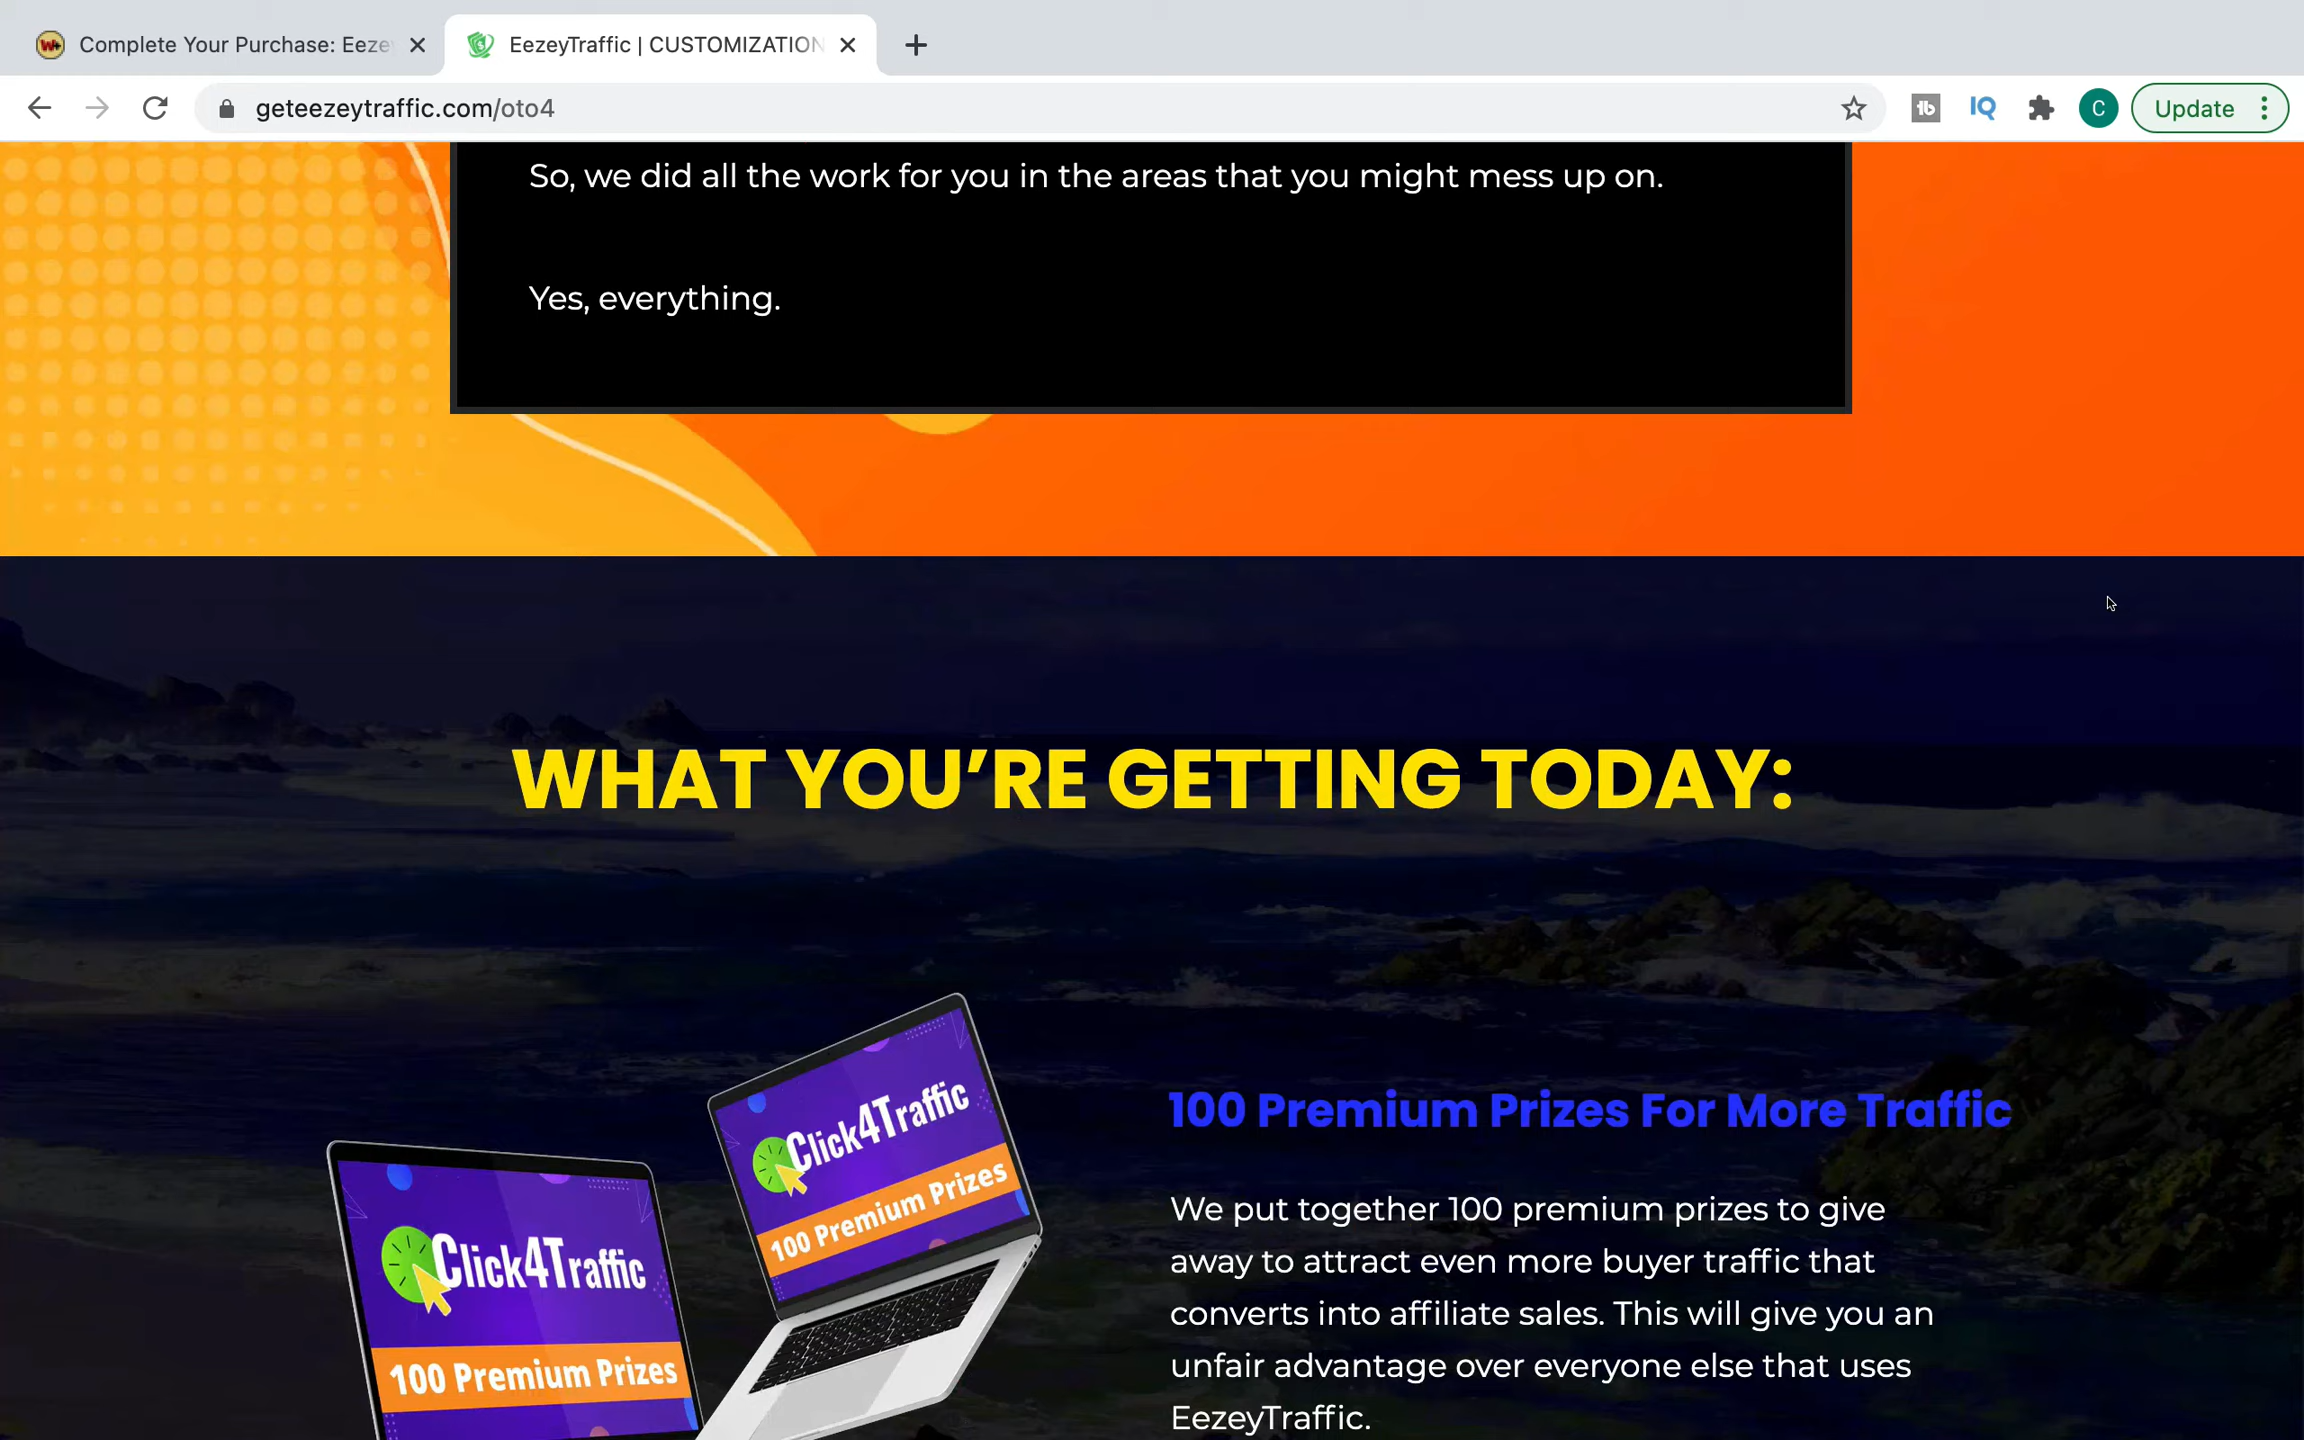 Complete Your Purchase: Eeze
EezeyTraffic | CUSTOMIZATION
geteezeytraffic.com/oto4
tb
IQ
C
Update
So, we did all the work for you in the areas that you might mess up on.
Yes, everything.
WHAT YOU’RE GETTING TODAY:
Click4Traffic
100 Premium Prizes
Click4Traffic
100 Premium Prizes
100 Premium Prizes For More Traffic
We put together 100 premium prizes to give
away to attract even more buyer traffic that
converts into affiliate sales. This will give you an
unfair advantage over everyone else that uses
EezeyTraffic.